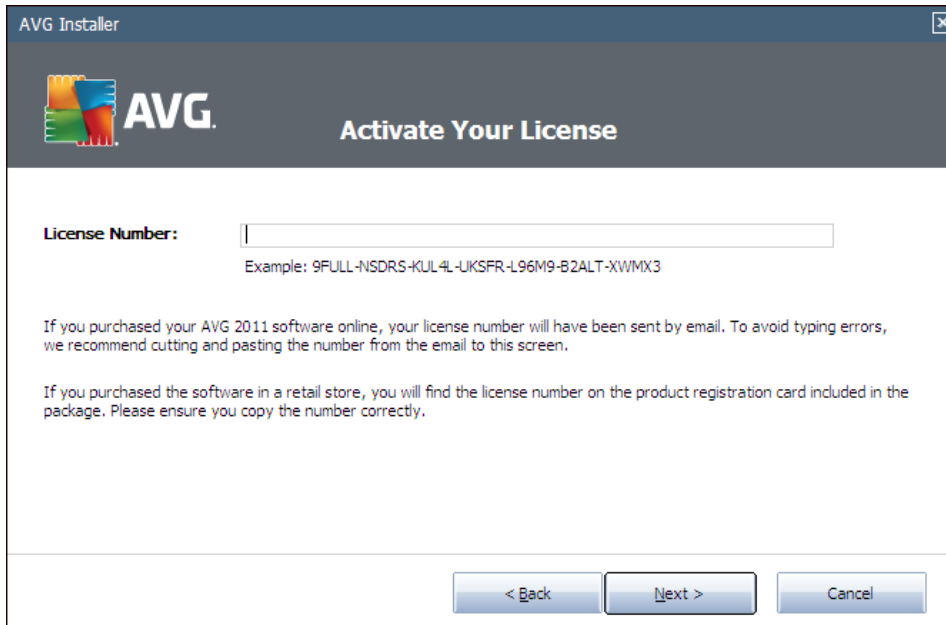 AVG Installer
AVG.
Activate Your License
License Number:
Example: 9FULL-NSDRS-KUL4L-UKSFR-L96M9-B2ALT-XWMX3
If you purchased your AVG 2011 software online, your license number will have been sent by email. To avoid typing errors,
we recommend cutting and pasting the number from the email to this screen.
If you purchased the software in a retail store, you will find the license number on the product registration card included in the
package. Please ensure you copy the number correctly.
< Back
Next >
Cancel